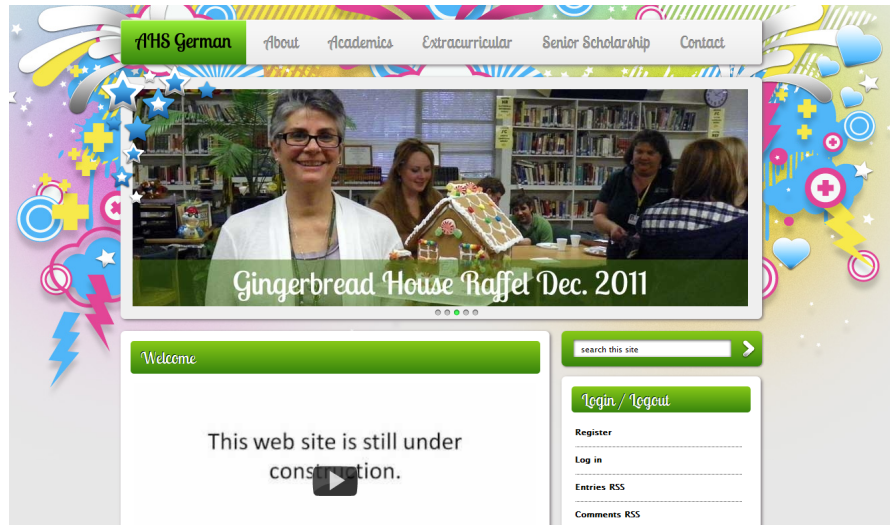 AHS German About Academics Extracurricular Senior Scholarship Contact
Gingerbread House Raffel Dec. 2011
search this site
Welcome
Login / Logout
This web site is still under
construction.
Register
Log in
Entries RSS
Comments RSS